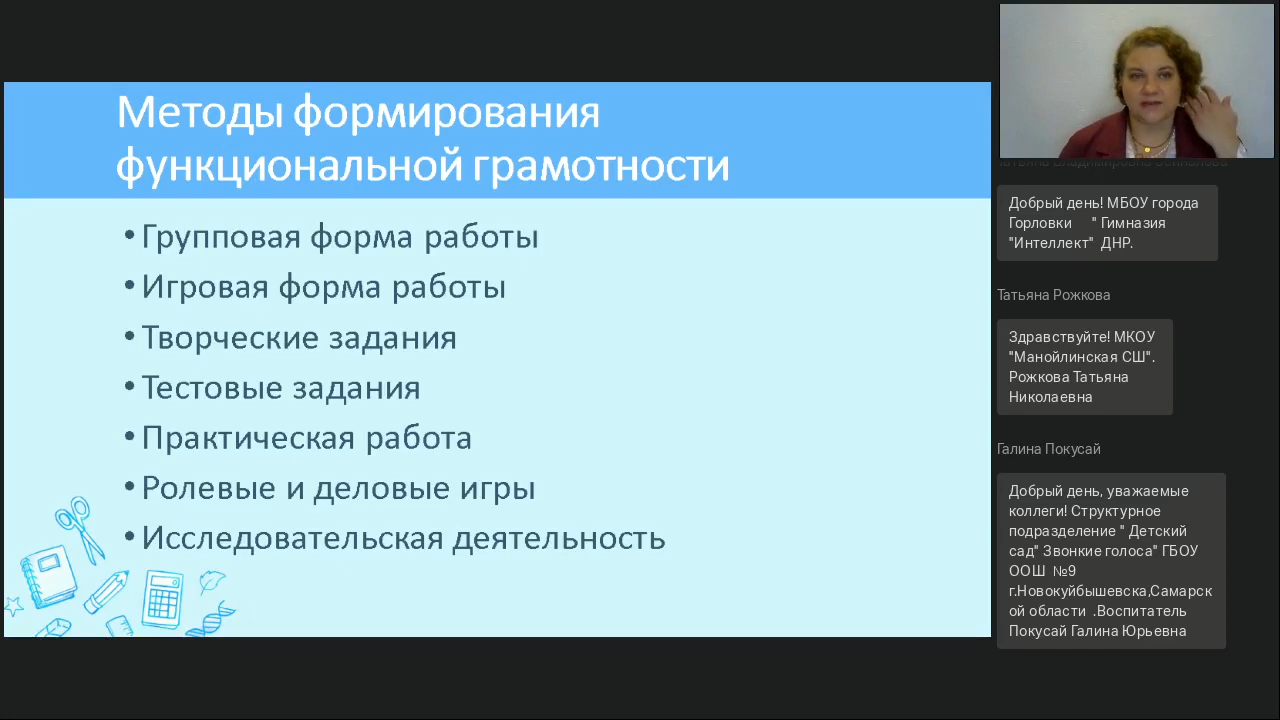 Методы формирования
функциональной грамотности
• Групповая форма работы
• Игровая форма работы
• Творческие задания
• Тестовые задания
• Практическая работа
• Ролевые и деловые игры
• Исследовательская деятельность
Добрый день! МБОУ города
Горловки " Гимназия
"Интеллект" ДНР.
Татьяна Рожкова
Здравствуйте! МКОУ
"Манойлинская СШ".
Рожкова Татьяна
Николаевна
Галина Покусай
Добрый день, уважаемые
коллеги! Структурное
подразделение " Детский
сад" Звонкие голоса" ГБОУ
ООШ №9
г.Новокуйбышевска,Самарск
ой области .Воспитатель
Покусай Галина Юрьевна